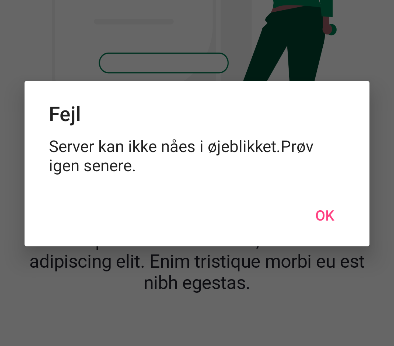 Fejl
Server kan ikke nåes i øjeblikket.Prøv
igen senere.
OK
adipiscing elit. Enim tristique morbi eu est
nibh egestas.